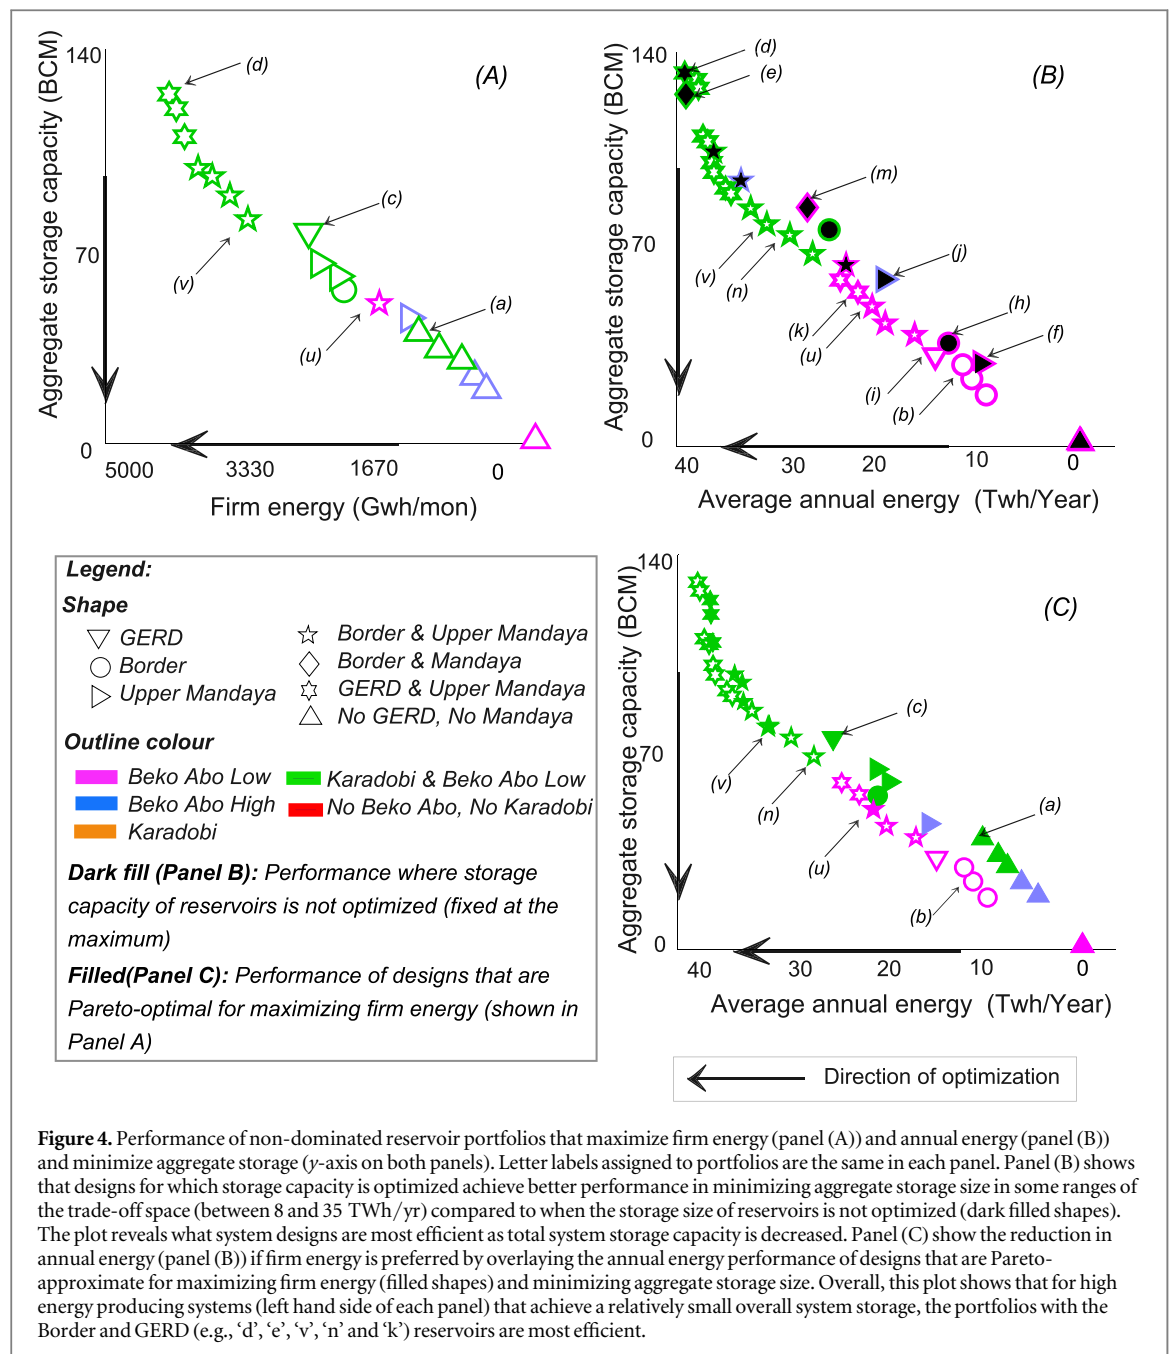 140
Aggregate storage capacity (BCM)
70
0
(d)
(A)
(c)
(v)
(a)
(u)
5000 3330 1670 0
Firm energy (Gwh/mon)
140
Aggregate storage capacity (BCM)
70
0
(d)
(e)
(B)
(m)
(v)
(n)
(j)
(k)
(u)
(h)
(f)
(i)
(b)
40 30 20 10 0
Average annual energy (Twh/Year)
Legend:
Shape
GERD
Border
Upper Mandaya
Border & Upper Mandaya
Border & Mandaya
GERD & Upper Mandaya
No GERD, No Mandaya
Outline colour
Beko Abo Low
Beko Abo High
Karadobi
Karadobi & Beko Abo Low
No Beko Abo, No Karadobi
Dark fill (Panel B): Performance where storage
capacity of reservoirs is not optimized (fixed at the
maximum)
Filled(Panel C): Performance of designs that are
Pareto-optimal for maximizing firm energy (shown in
Panel A)
140
Aggregate storage capacity (BCM)
70
0
(C)
(c)
(v)
(n)
(a)
(u)
(b)
40 30 20 10 0
Average annual energy (Twh/Year)
Direction of optimization
Figure 4. Performance of non-dominated reservoir portfolios that maximize firm energy (panel (A)) and annual energy (panel (B))
and minimize aggregate storage (y-axis on both panels). Letter labels assigned to portfolios are the same in each panel. Panel (B) shows
that designs for which storage capacity is optimized achieve better performance in minimizing aggregate storage size in some ranges of
the trade-off space (between 8 and 35 TWh/yr) compared to when the storage size of reservoirs is not optimized (dark filled shapes).
The plot reveals what system designs are most efficient as total system storage capacity is decreased. Panel (C) show the reduction in
annual energy (panel (B)) if firm energy is preferred by overlaying the annual energy performance of designs that are Pareto-
approximate for maximizing firm energy (filled shapes) and minimizing aggregate storage size. Overall, this plot shows that for high
energy producing systems (left hand side of each panel) that achieve a relatively small overall system storage, the portfolios with the
Border and GERD (e.g., ‘d’, ‘e’, ‘v’, ‘n’ and ‘k’) reservoirs are most efficient.